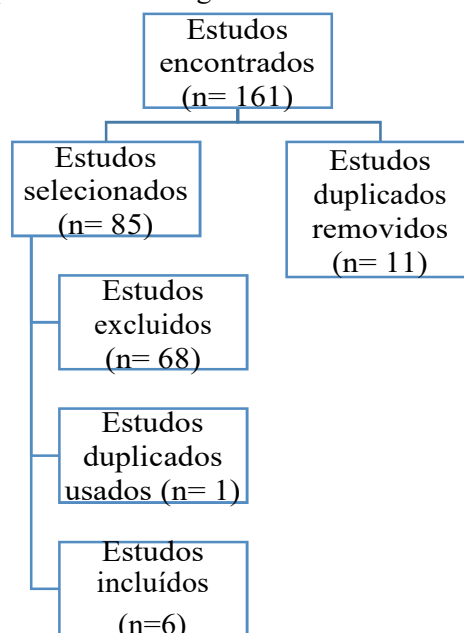 Estudos
encontrados
(n= 161)
Estudos
selecionados
(n= 85)
Estudos
duplicados
removidos
(n= 11)
Estudos
excluidos
(n= 68)
Estudos
duplicados
usados (n= 1)
Estudos
incluídos
(n=6)